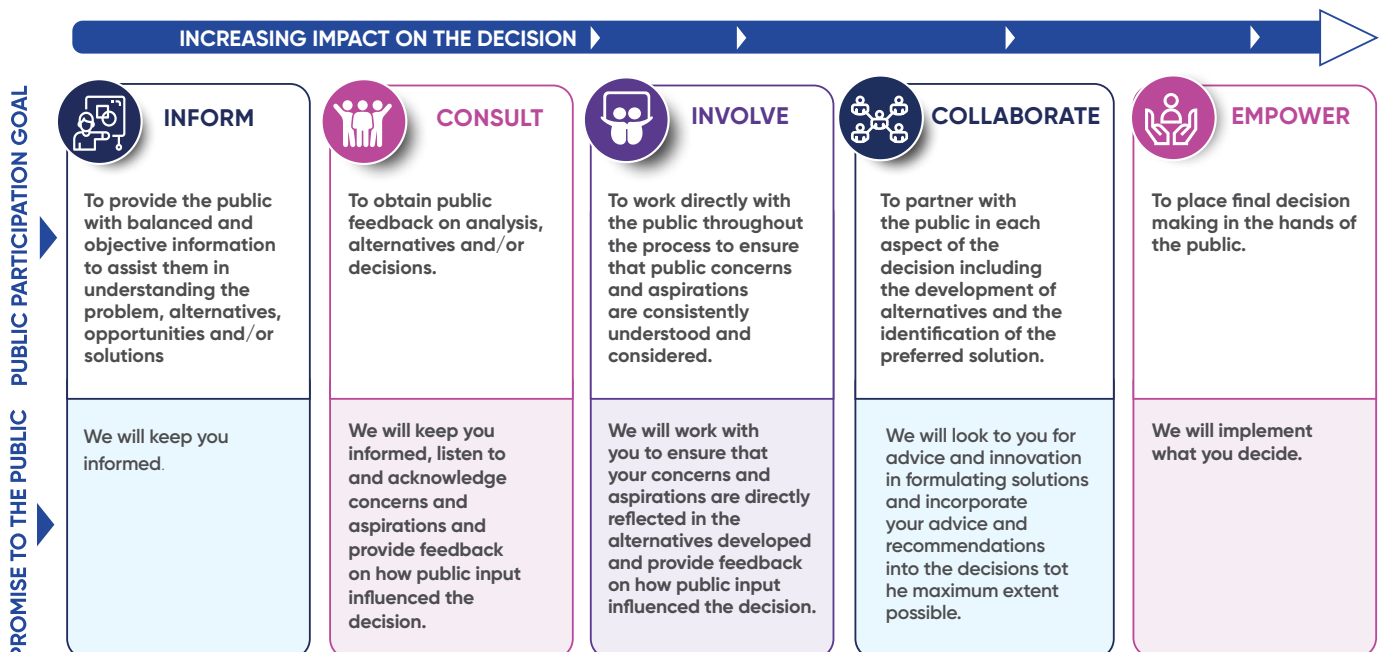 INCREASING IMPACT ON THE DECISION
PUBLIC PARTICIPATION GOAL
INFORM
To provide the public
with balanced and
objective information
to assist them in
understanding the
problem, alternatives,
opportunities and/or
solutions
CONSULT
To obtain public
feedback on analysis,
alternatives and/or
decisions.
INVOLVE
To work directly with
the public throughout
the process to ensure
that public concerns
and aspirations
are consistently
understood and
considered.
COLLABORATE
To partner with
the public in each
aspect of the
decision including
the development of
alternatives and the
identification of the
preferred solution.
EMPOWER
To place final decision
making in the hands of
the public.
PROMISE TO THE PUBLIC
We will keep you
informed.
We will keep you
informed, listen to
and acknowledge
concerns and
aspirations and
provide feedback
on how public input
influenced the
decision.
We will work with
you to ensure that
your concerns and
aspirations are directly
reflected in the
alternatives developed
and provide feedback
on how public input
influenced the decision.
We will look to you for
advice and innovation
in formulating solutions
and incorporate
your advice and
recommendations
into the decisions tot
he maximum extent
possible.
We will implement
what you decide.